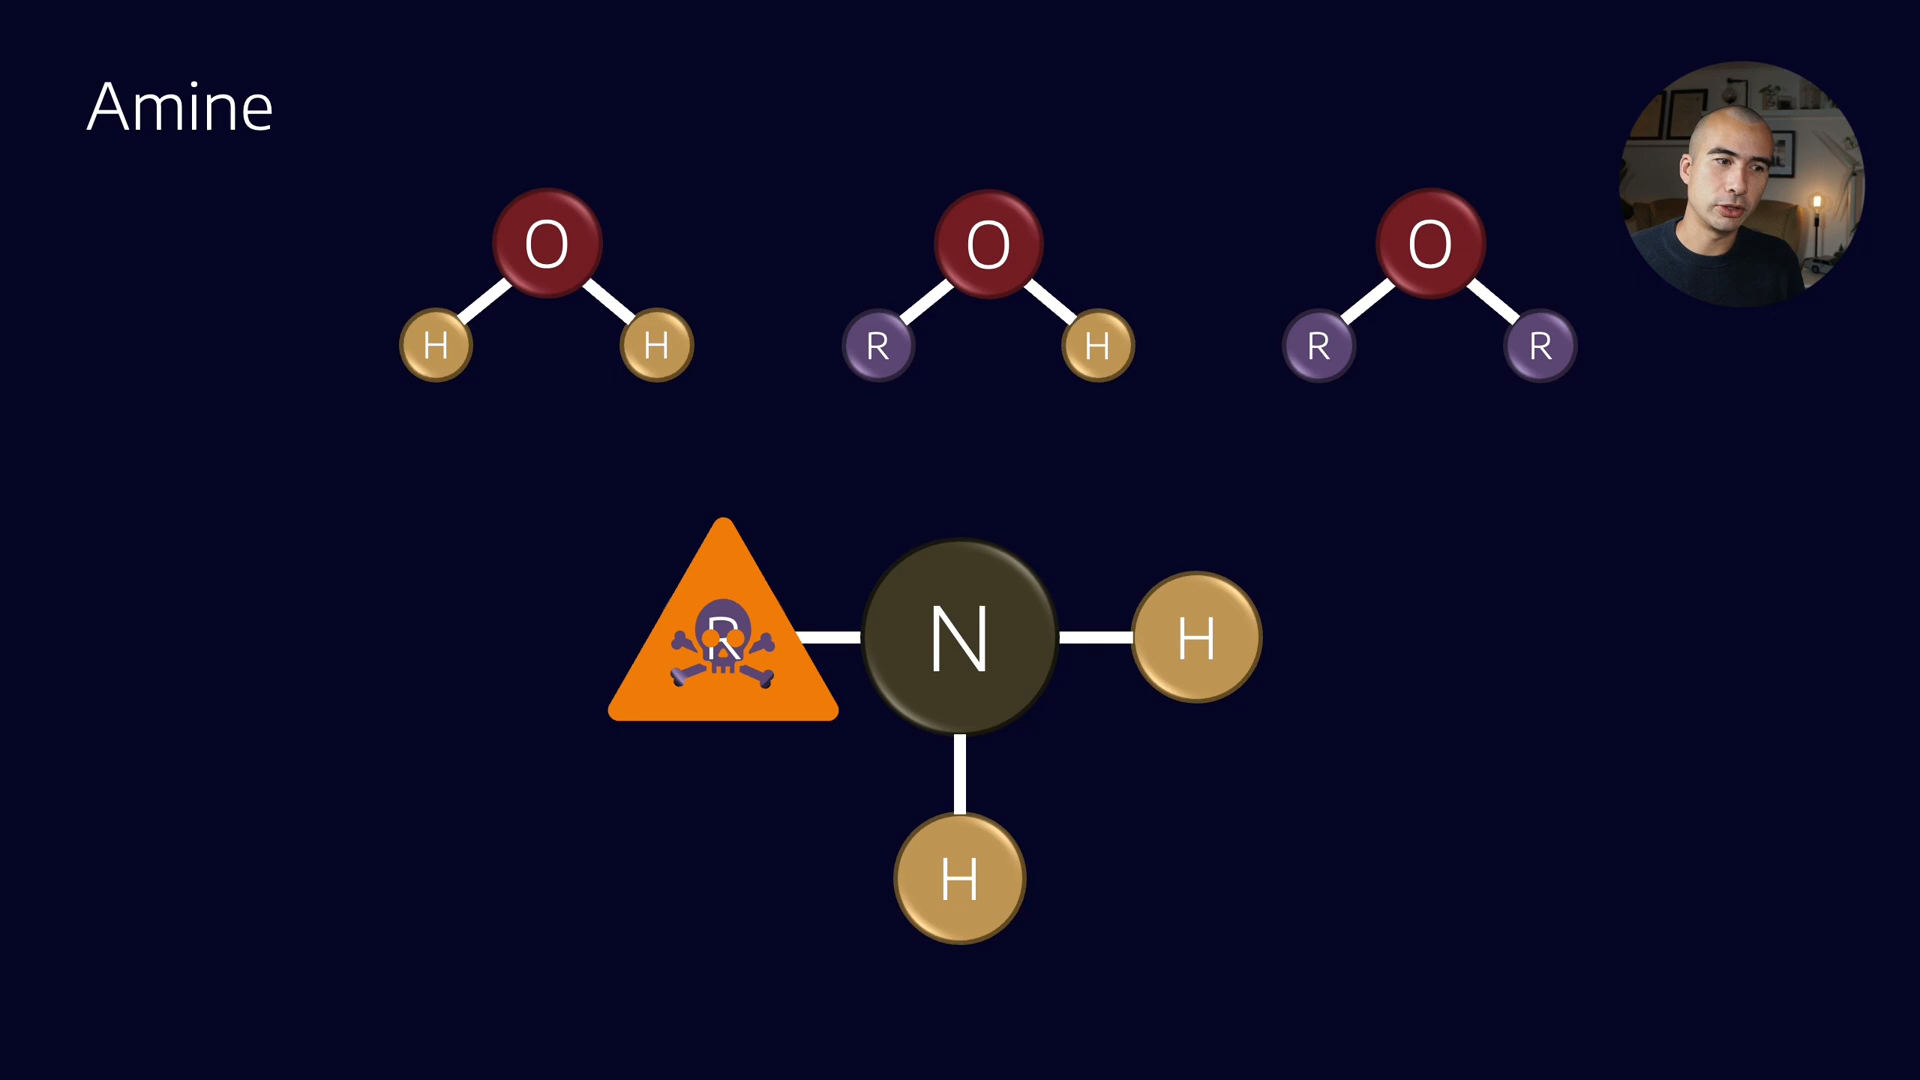 Amine
O O O
H H R H R R
R N H
H